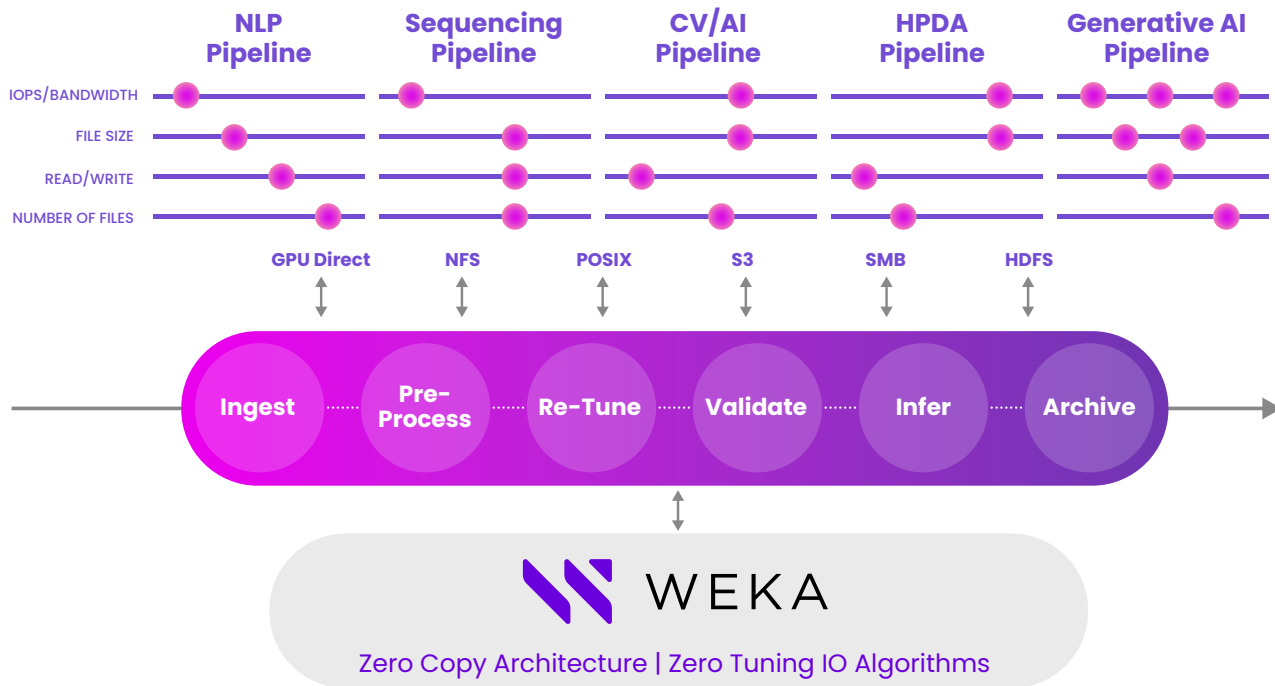 NLP
Pipeline
Sequencing
Pipeline
CV/AI
Pipeline
HPDA
Pipeline
Generative AI
Pipeline
IOPS/BANDWIDTH
FILE SIZE
READ/WRITE
NUMBER OF FILES
GPU Direct
NFS
POSIX
S3
SMB
HDFS
Ingest
Pre-
Process
Re-Tune
Validate
Infer
Archive
WEKA
Zero Copy Architecture | Zero Tuning IO Algorithms